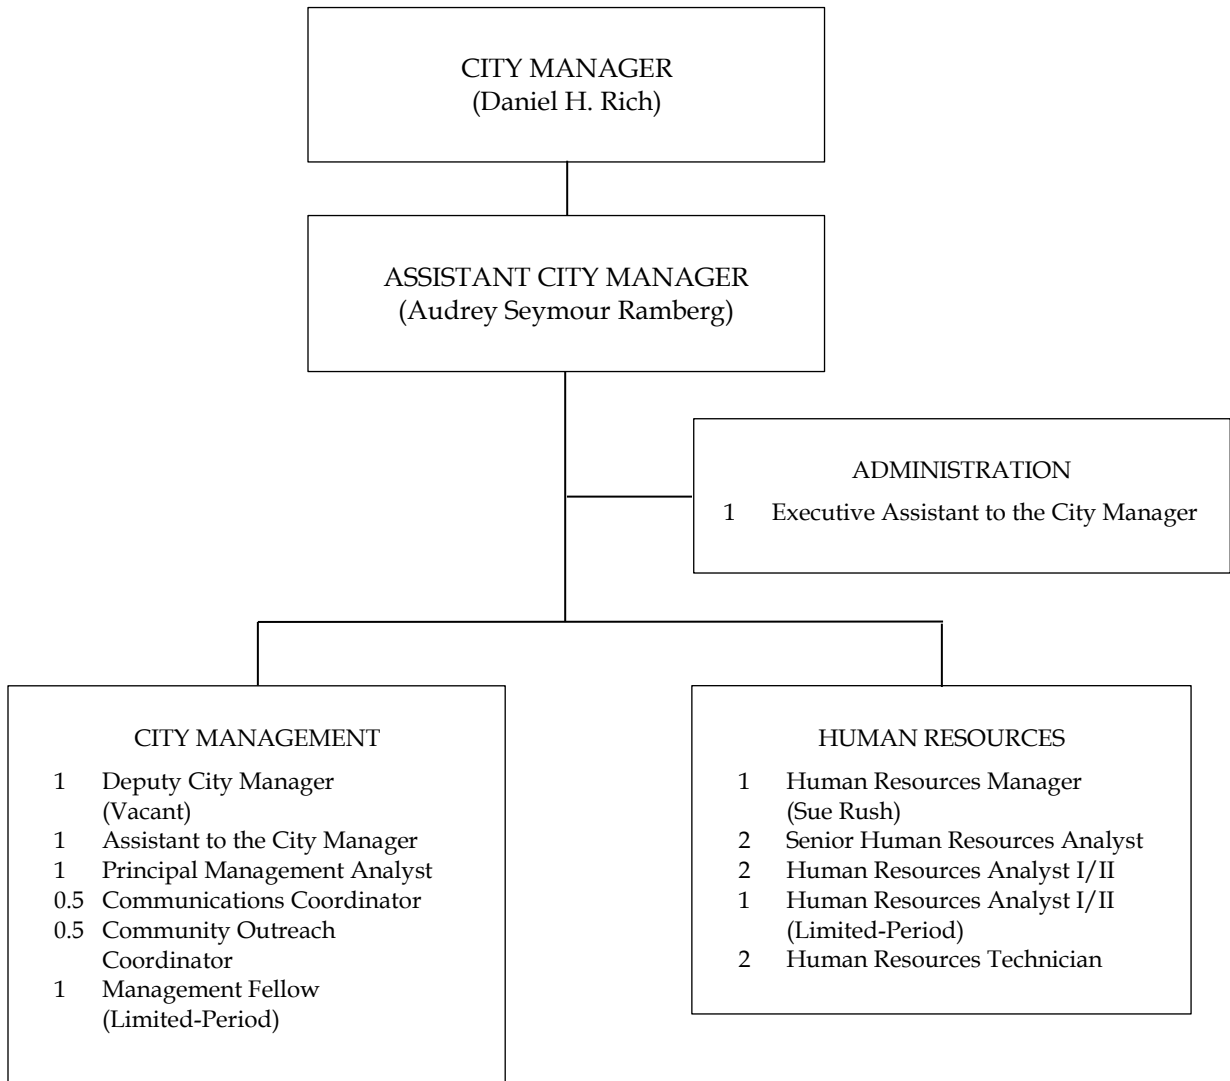 CITY MANAGER
(Daniel H. Rich)
ASSISTANT CITY MANAGER
(Audrey Seymour Ramberg)
ADMINISTRATION
1 Executive Assistant to the City Manager
CITY MANAGEMENT
1 Deputy City Manager
(Vacant)
1 Assistant to the City Manager
1 Principal Management Analyst
0.5 Communications Coordinator
0.5 Community Outreach
Coordinator
1 Management Fellow
(Limited-Period)
HUMAN RESOURCES
1 Human Resources Manager
(Sue Rush)
2 Senior Human Resources Analyst
2 Human Resources Analyst I/II
1 Human Resources Analyst I/II
(Limited-Period)
2 Human Resources Technician